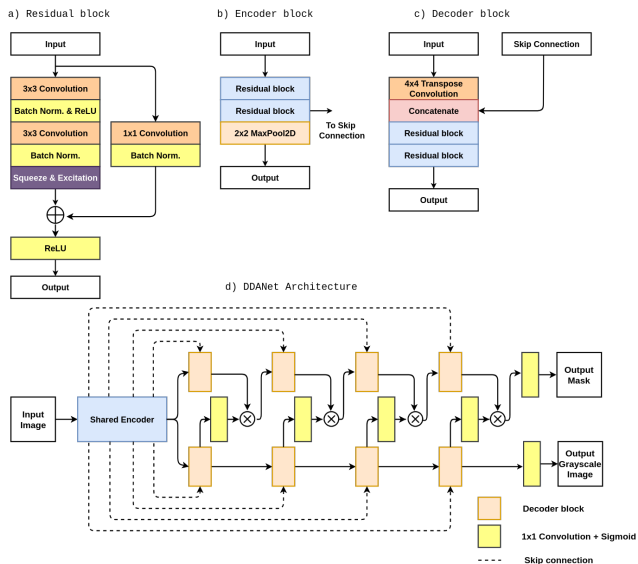 a) Residual block
b) Encoder block
c) Decoder block
Input
Input
Input
Skip Connection
3x3 Convolution
Batch Norm. & ReLU
3x3 Convolution
Batch Norm.
Squeeze & Excitation
1x1 Convolution
Batch Norm.
ReLU
Output
Residual block
Residual block
2x2 MaxPool2D
To Skip
Connection
Output
4x4 Transpose
Convolution
Concatenate
Residual block
Residual block
Output
d) DDANet Architecture
Input
Image
Shared Encoder
Output
Mask
Output
Grayscale
Image
Decoder block
1x1 Convolution + Sigmoid
Skip connection